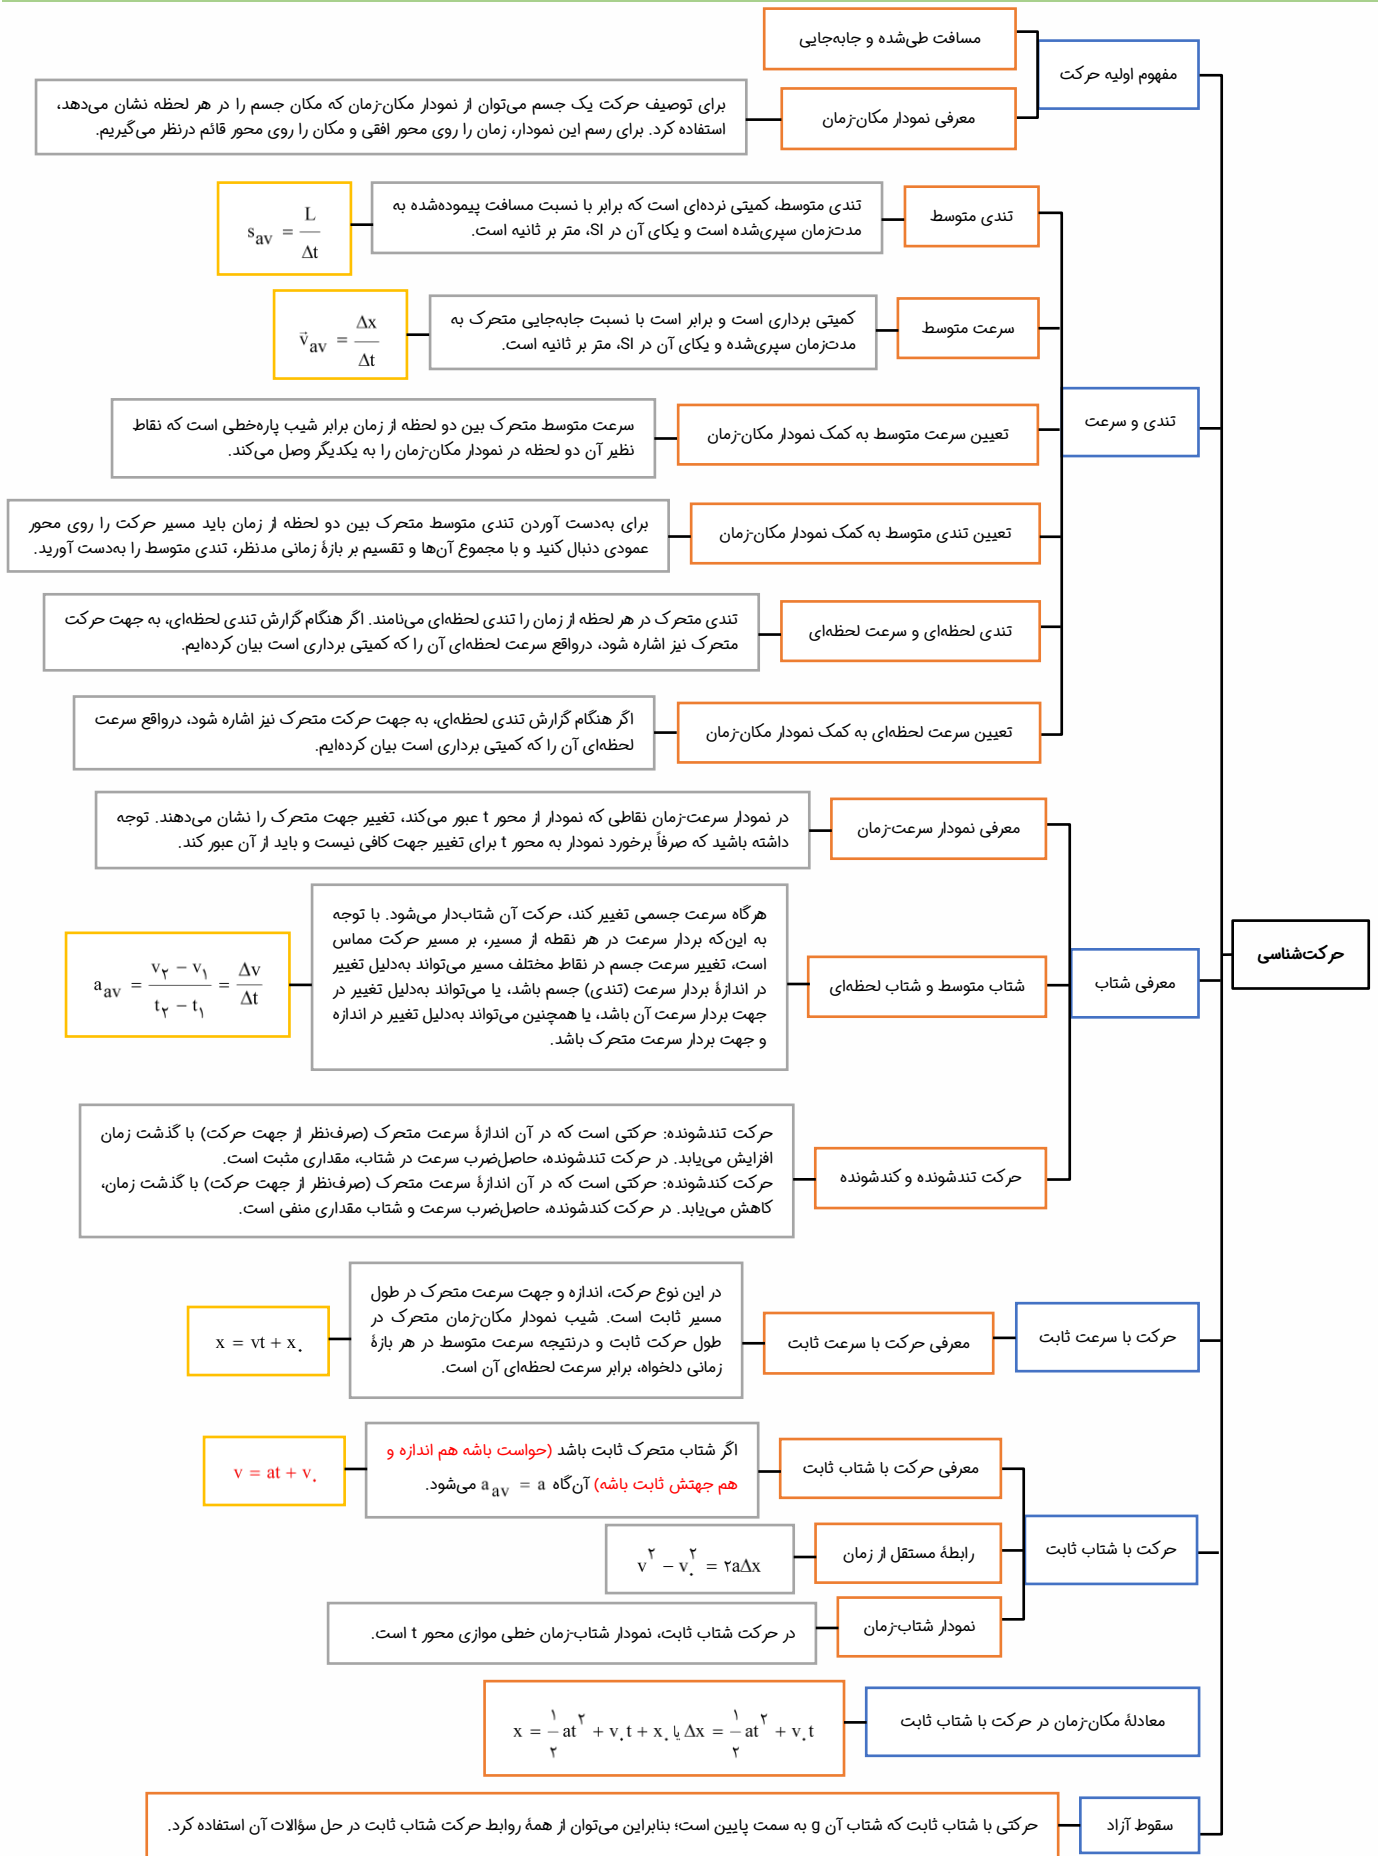 حرکت‌شناسی
مفهوم اولیه حرکت
مسافت طی‌شده و جابه‌جایی
معرفی نمودار مکان-زمان
برای توصیف حرکت یک جسم می‌توان از نمودار مکان-زمان که مکان جسم را در هر لحظه نشان می‌دهد،
استفاده کرد. برای رسم این نمودار، زمان را روی محور افقی و مکان را روی محور قائم درنظر می‌گیریم.
تندی و سرعت
تندی متوسط
تندی متوسط، کمیتی نرده‌ای است که برابر با نسبت مسافت پیموده‌شده به
مدت‌زمان سپری‌شده است و یکای آن در SI، متر بر ثانیه است.
s_av = L/Δt
سرعت متوسط
کمیتی برداری است و برابر است با نسبت جابه‌جایی متحرک به
مدت‌زمان سپری‌شده و یکای آن در SI، متر بر ثانیه است.
v⃗_av = Δx/Δt
تعیین سرعت متوسط به کمک نمودار مکان-زمان
سرعت متوسط متحرک بین دو لحظه از زمان برابر شیب پاره‌خطی است که نقاط
نظیر آن دو لحظه در نمودار مکان-زمان را به یکدیگر وصل می‌کند.
تعیین تندی متوسط به کمک نمودار مکان-زمان
برای به‌دست آوردن تندی متوسط متحرک بین دو لحظه از زمان باید مسیر حرکت را روی محور
عمودی دنبال کنید و با مجموع آن‌ها و تقسیم بر بازهٔ زمانی مدنظر، تندی متوسط را به‌دست آورید.
تندی لحظه‌ای و سرعت لحظه‌ای
تندی متحرک در هر لحظه از زمان را تندی لحظه‌ای می‌نامند. اگر هنگام گزارش تندی لحظه‌ای، به جهت حرکت
متحرک نیز اشاره شود، درواقع سرعت لحظه‌ای آن را که کمیتی برداری است بیان کرده‌ایم.
تعیین سرعت لحظه‌ای به کمک نمودار مکان-زمان
اگر هنگام گزارش تندی لحظه‌ای، به جهت حرکت متحرک نیز اشاره شود، درواقع سرعت
لحظه‌ای آن را که کمیتی برداری است بیان کرده‌ایم.
معرفی شتاب
معرفی نمودار سرعت-زمان
در نمودار سرعت-زمان نقاطی که نمودار از محور t عبور می‌کند، تغییر جهت متحرک را نشان می‌دهند. توجه
داشته باشید که صرفاً برخورد نمودار به محور t برای تغییر جهت کافی نیست و باید از آن عبور کند.
شتاب متوسط و شتاب لحظه‌ای
هرگاه سرعت جسمی تغییر کند، حرکت آن شتاب‌دار می‌شود. با توجه
به این‌که بردار سرعت در هر نقطه از مسیر، بر مسیر حرکت مماس
است، تغییر سرعت جسم در نقاط مختلف مسیر می‌تواند به‌دلیل تغییر
در اندازهٔ بردار سرعت (تندی) جسم باشد، یا می‌تواند به‌دلیل تغییر در
جهت بردار سرعت آن باشد، یا همچنین می‌تواند به‌دلیل تغییر در اندازه
و جهت بردار سرعت متحرک باشد.
a_av = (v_۲ − v_۱)/(t_۲ − t_۱) = Δv/Δt
حرکت تندشونده و کندشونده
حرکت تندشونده: حرکتی است که در آن اندازهٔ سرعت متحرک (صرف‌نظر از جهت حرکت) با گذشت زمان
افزایش می‌یابد. در حرکت تندشونده، حاصل‌ضرب سرعت در شتاب، مقداری مثبت است.
حرکت کندشونده: حرکتی است که در آن اندازهٔ سرعت متحرک (صرف‌نظر از جهت حرکت) با گذشت زمان،
کاهش می‌یابد. در حرکت کندشونده، حاصل‌ضرب سرعت و شتاب مقداری منفی است.
حرکت با سرعت ثابت
معرفی حرکت با سرعت ثابت
در این نوع حرکت، اندازه و جهت سرعت متحرک در طول
مسیر ثابت است. شیب نمودار مکان-زمان متحرک در
طول حرکت ثابت و درنتیجه سرعت متوسط در هر بازهٔ
زمانی دلخواه، برابر سرعت لحظه‌ای آن است.
x = vt + x_۰
حرکت با شتاب ثابت
معرفی حرکت با شتاب ثابت
اگر شتاب متحرک ثابت باشد (حواست باشه هم اندازه و
هم جهتش ثابت باشه) آن‌گاه a_av = a می‌شود.
v = at + v_۰
رابطهٔ مستقل از زمان
v^۲ − v_۰^۲ = ۲aΔx
نمودار شتاب-زمان
در حرکت شتاب ثابت، نمودار شتاب-زمان خطی موازی محور t است.
معادلهٔ مکان-زمان در حرکت با شتاب ثابت
x = ۱/۲ at^۲ + v_۰t + x_۰ یا Δx = ۱/۲ at^۲ + v_۰t
سقوط آزاد
حرکتی با شتاب ثابت که شتاب آن g به سمت پایین است؛ بنابراین می‌توان از همهٔ روابط حرکت شتاب ثابت در حل سؤالات آن استفاده کرد.